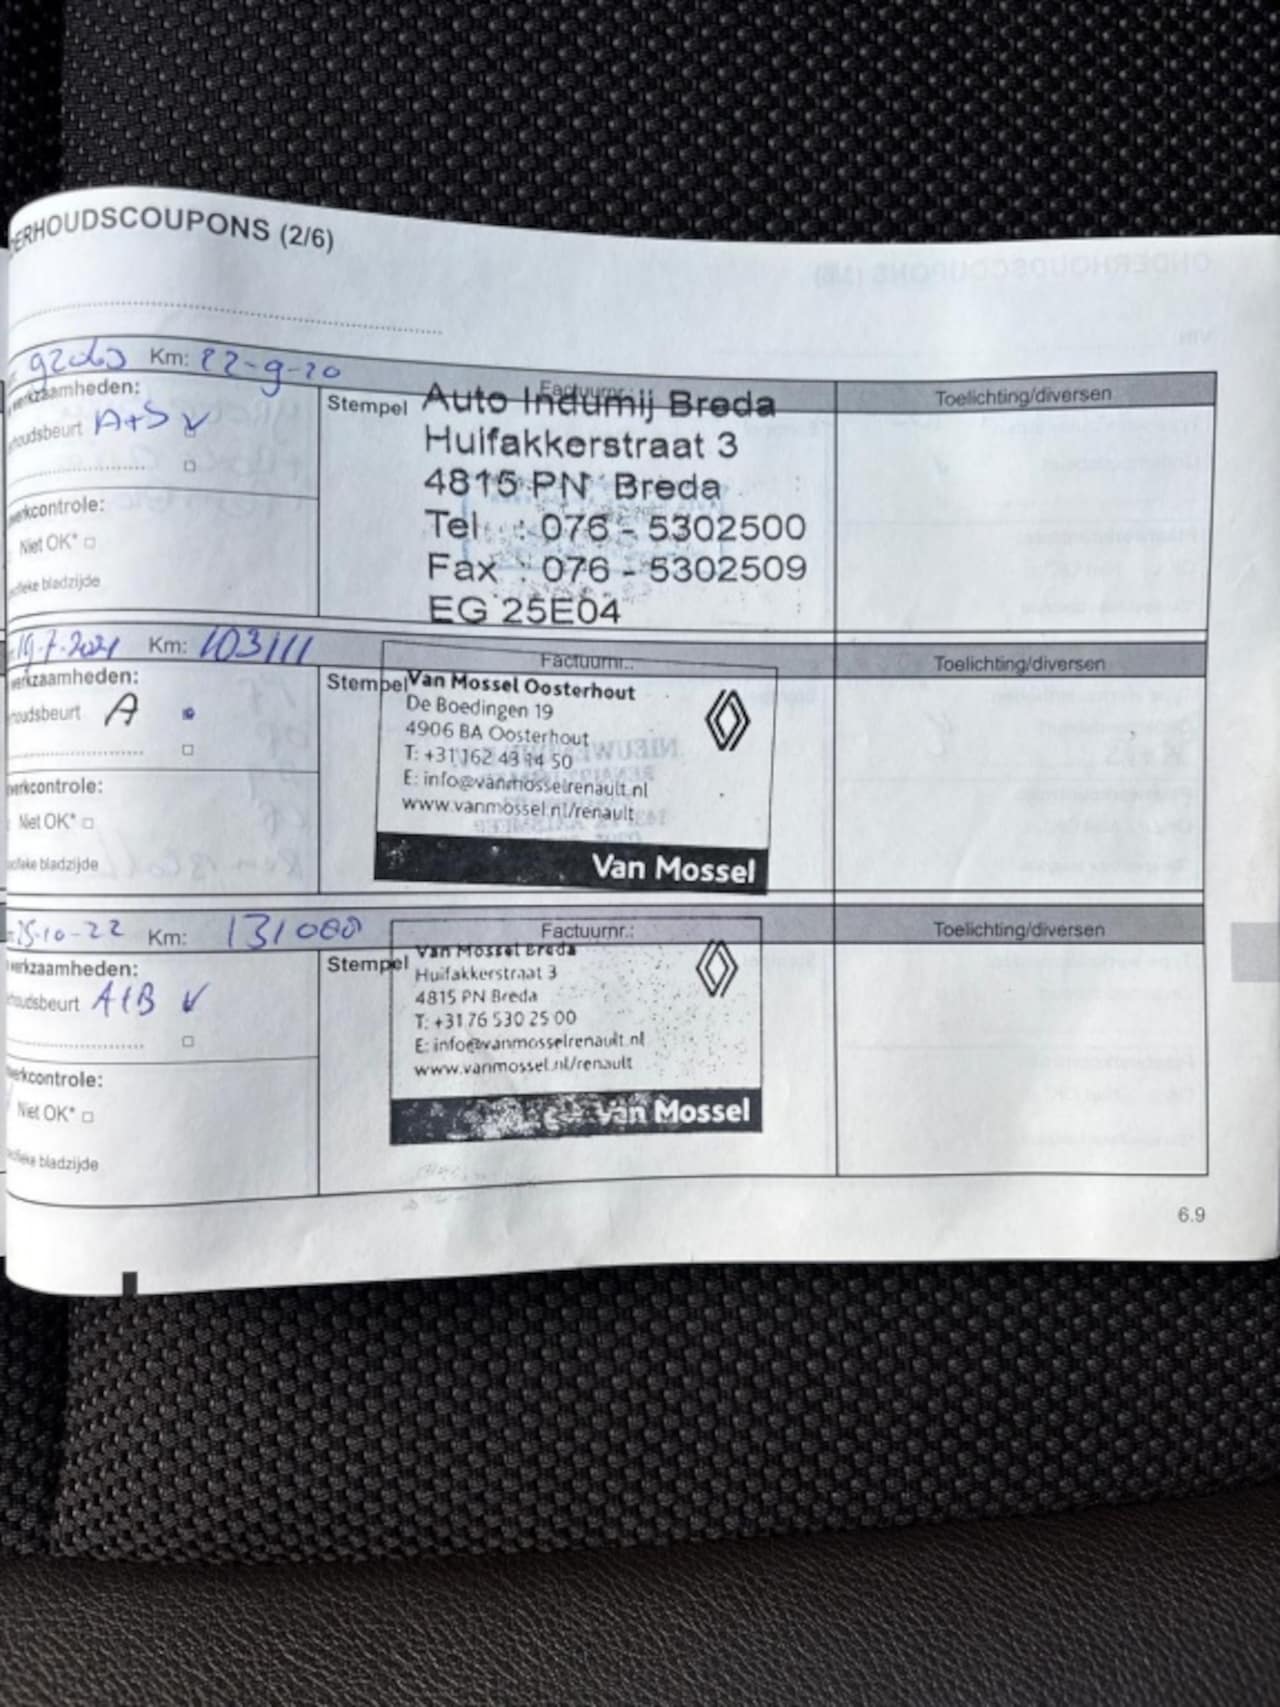 ERHOUDSCOUPONS (2/6)
Km: 22-9-20
Factuurnr.:
Toelichting/diversen
werkzaamheden:
houdsbeurt A+S
Stempel
Auto Indumij Breda
Huifakkerstraat 3
4815 PN Breda
Tel : 076 - 5302500
Fax : 076 - 5302509
EG 25E04
werkcontrole:
Niet OK*
bladzijde
19-7-2021 Km: 103111
Factuurnr.:
Toelichting/diversen
werkzaamheden:
houdsbeurt A
Stempel
Van Mossel Oosterhout
De Boedingen 19
4906 BA Oosterhout
T: +31 162 43 14 50
E: info@vanmosselrenault.nl
www.vanmossel.nl/renault
Van Mossel
werkcontrole:
Niet OK*
bladzijde
25-10-22 Km: 131000
Factuurnr.:
Toelichting/diversen
werkzaamheden:
houdsbeurt A+B
Stempel
Van Mossel Breda
Huifakkerstraat 3
4815 PN Breda
T: +31 76 530 25 00
E: info@vanmosselrenault.nl
www.vanmossel.nl/renault
Van Mossel
werkcontrole:
Niet OK*
bladzijde
6.9